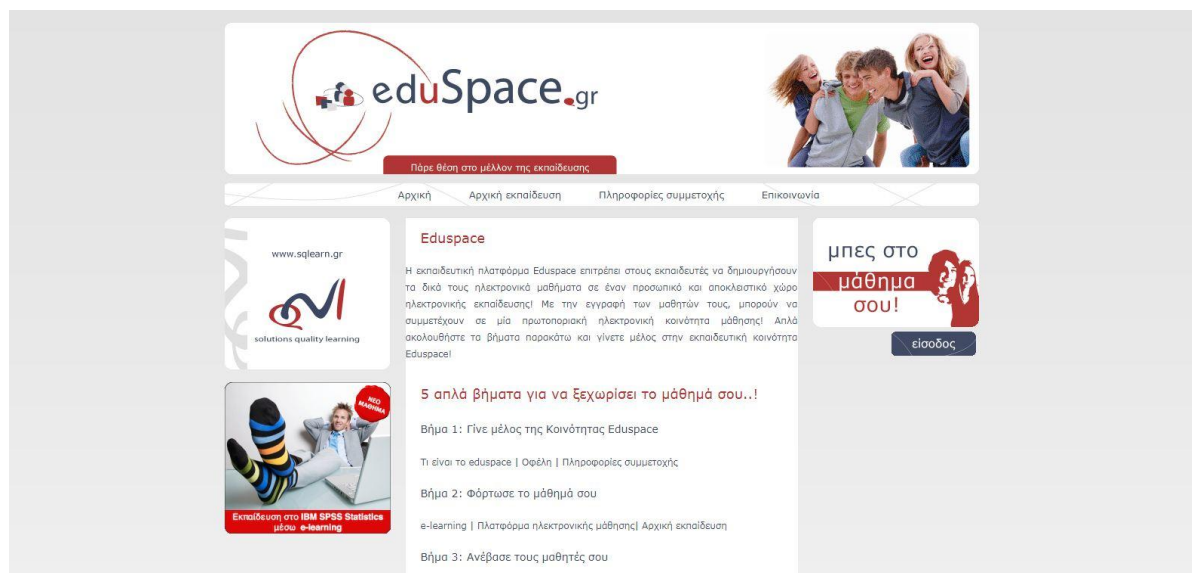 eduSpace.gr
Πάρε θέση στο μέλλον της εκπαίδευσης
Αρχική Αρχική εκπαίδευση Πληροφορίες συμμετοχής Επικοινωνία
www.sqlearn.gr
solutions quality learning
ΝΕΟ
ΜΑΘΗΜΑ
Εκπαίδευση στο IBM SPSS Statistics
μέσω e-learning
Eduspace
Η εκπαιδευτική πλατφόρμα Eduspace επιτρέπει στους εκπαιδευτές να δημιουργήσουν
τα δικά τους ηλεκτρονικά μαθήματα σε έναν προσωπικό και αποκλειστικό χώρο
ηλεκτρονικής εκπαίδευσης! Με την εγγραφή των μαθητών τους, μπορούν να
συμμετέχουν σε μία πρωτοποριακή ηλεκτρονική κοινότητα μάθησης! Απλά
ακολουθήστε τα βήματα παρακάτω και γίνετε μέλος στην εκπαιδευτική κοινότητα
Eduspace!
5 απλά βήματα για να ξεχωρίσει το μάθημά σου..!
Βήμα 1: Γίνε μέλος της Κοινότητας Eduspace
Τι είναι το eduspace | Οφέλη | Πληροφορίες συμμετοχής
Βήμα 2: Φόρτωσε το μάθημά σου
e-learning | Πλατφόρμα ηλεκτρονικής μάθησης| Αρχική εκπαίδευση
Βήμα 3: Ανέβασε τους μαθητές σου
μπες στο
μάθημα
σου!
είσοδος